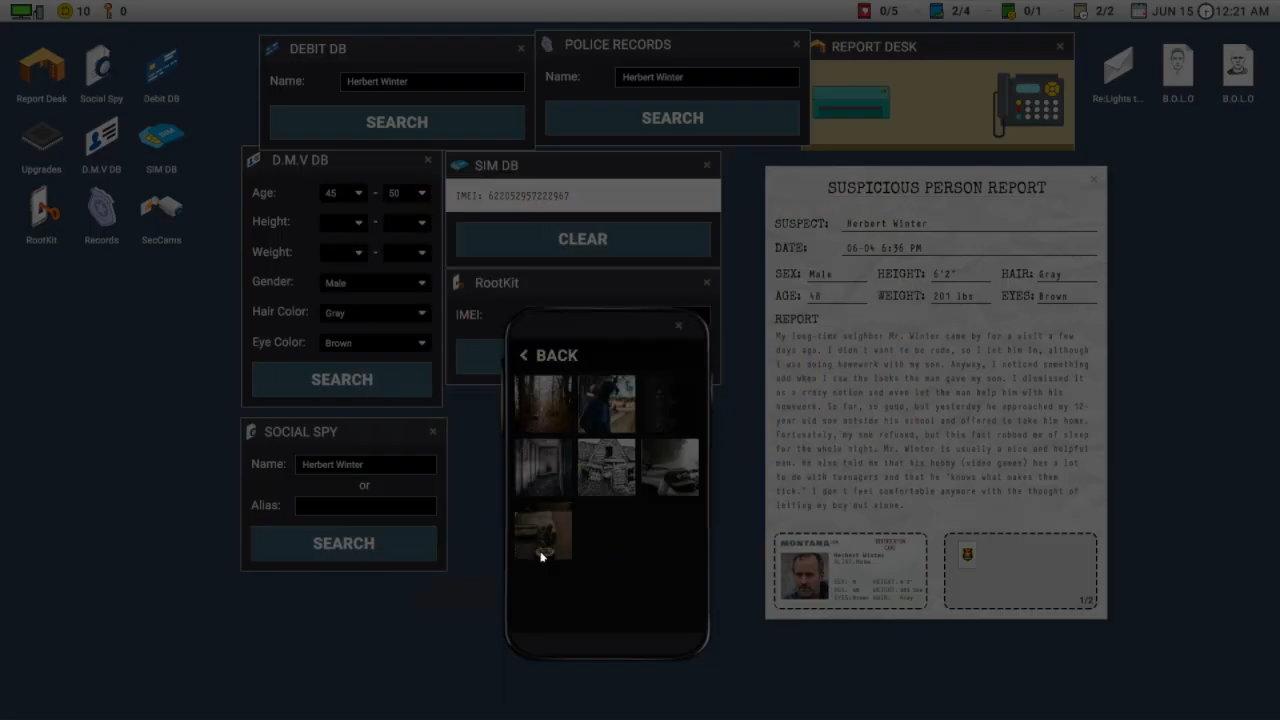 10
0
0/5
2/4
0/1
2/2
JUN 15
12:21 AM
Report Desk
Social Spy
Debit DB
Upgrades
D.M.V DB
SIM DB
RootKit
Records
SecCams
Re:Lights t...
B.O.L.O
B.O.L.O
DEBIT DB
Name: Herbert Winter
SEARCH
POLICE RECORDS
Name: Herbert Winter
SEARCH
REPORT DESK
D.M.V DB
Age: 45 - 50
Height: -
Weight: -
Gender: Male
Hair Color: Gray
Eye Color: Brown
SEARCH
SIM DB
IMEI: 622052957222967
CLEAR
RootKit
IMEI:
BACK
SOCIAL SPY
Name: Herbert Winter
or
Alias:
SEARCH
SUSPICIOUS PERSON REPORT
SUSPECT: Herbert Winter
DATE: 06-04 6:36 PM
SEX: Male HEIGHT: 6'2" HAIR: Gray
AGE: 48 WEIGHT: 201 lbs EYES: Brown
REPORT
My long-time neighbor Mr. Winter came by for a visit a few
days ago. I didn't want to be rude, so I let him in, although
I was doing homework with my son. Anyway, I noticed something
odd when I saw the looks the man gave my son. I dismissed it
as a crazy notion and even let the man help him with his
homework. So far, so good, but yesterday he approached my 12-
year old son outside his school and offered to take him home.
Fortunately, my son refused, but this fact robbed me of sleep
for the whole night. Mr. Winter is usually a nice and helpful
man. He also told me that his hobby (video games) has a lot
to do with teenagers and that he "knows what makes them
tick." I don't feel comfortable anymore with the thought of
letting my boy out alone.
MONTANA
Herbert Winter
1/2